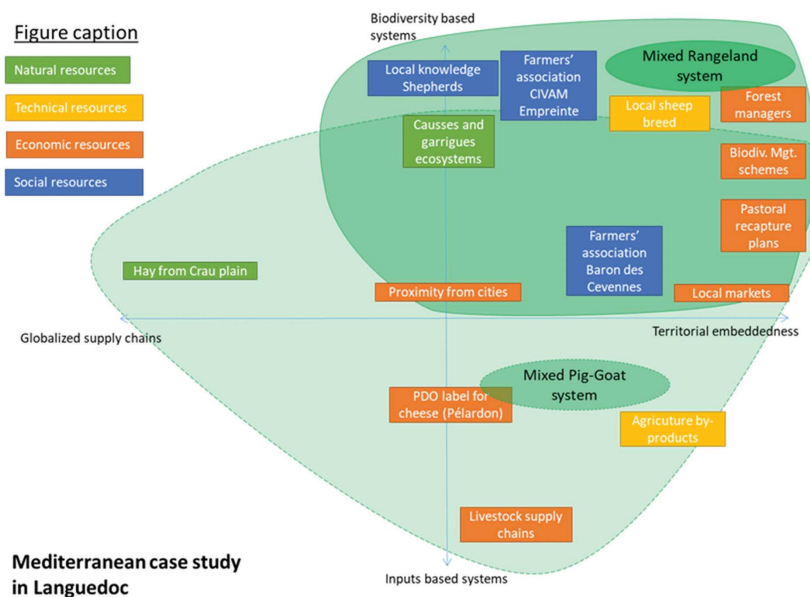 Figure caption
Natural resources
Technical resources
Economic resources
Social resources
Biodiversity based
systems
Local knowledge
Shepherds
Farmers'
association
CIVAM
Empreinte
Mixed Rangeland
system
Local sheep
breed
Forest
managers
Causses and
garrigues
ecosystems
Biodiv. Mgt.
schemes
Pastoral
recapture
plans
Farmers'
association
Baron des
Cevennes
Hay from Crau plain
Proximity from cities
Local markets
Globalized supply chains
Territorial embeddedness
Mixed Pig-Goat
system
PDO label for
cheese (Pélardon)
Agricuture by-
products
Livestock supply
chains
Inputs based systems
Mediterranean case study
in Languedoc